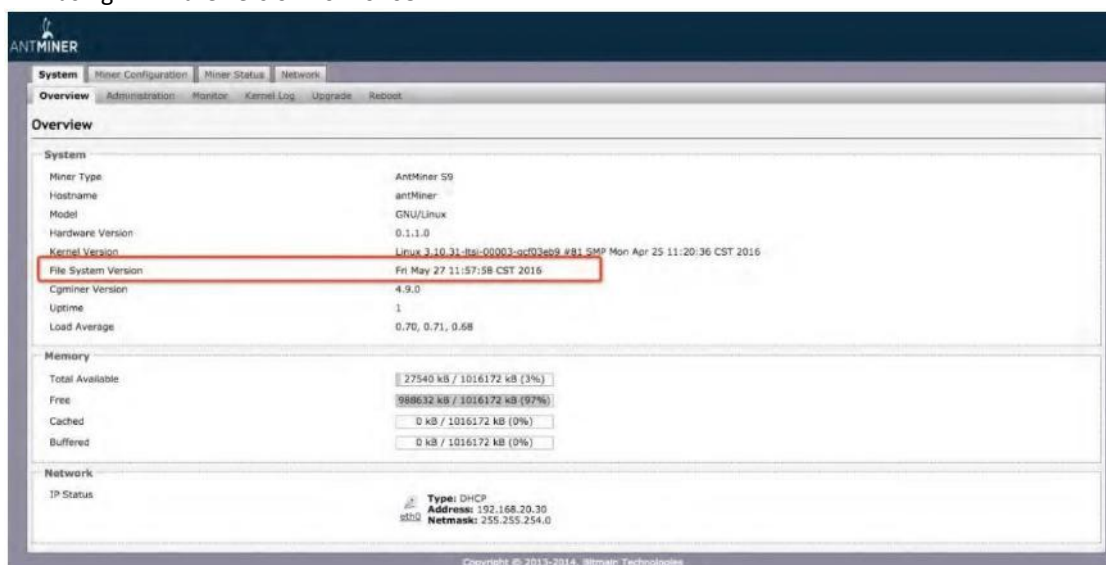 ANTMINER
System Miner Configuration Miner Status Network
Overview Administration Monitor Kernel Log Upgrade Reboot
Overview
System
Miner Type AntMiner S9
Hostname antMiner
Model GNU/Linux
Hardware Version 0.1.1.0
Kernel Version Linux 3.10.31-ltsi-00003-gcf03eb9 #81 SMP Mon Apr 25 11:20:36 CST 2016
File System Version Fri May 27 11:57:58 CST 2016
Cgminer Version 4.9.0
Uptime 1
Load Average 0.70, 0.71, 0.68
Memory
Total Available 27540 kB / 1016172 kB (3%)
Free 988632 kB / 1016172 kB (97%)
Cached 0 kB / 1016172 kB (0%)
Buffered 0 kB / 1016172 kB (0%)
Network
IP Status
Type: DHCP
Address: 192.168.20.30
eth0 Netmask: 255.255.254.0
Copyright © 2013-2014, Bitmain Technologies